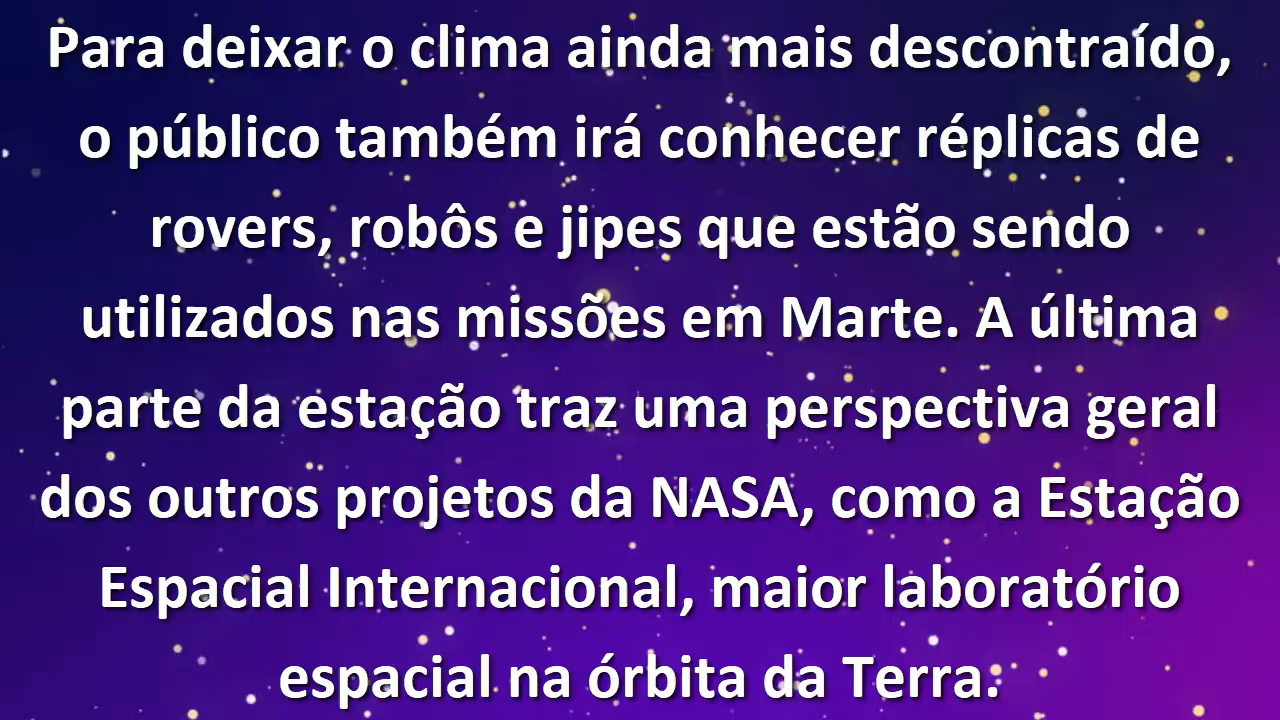 Para deixar o clima ainda mais descontraído,
o público também irá conhecer réplicas de
rovers, robôs e jipes que estão sendo
utilizados nas missões em Marte. A última
parte da estação traz uma perspectiva geral
dos outros projetos da NASA, como a Estação
Espacial Internacional, maior laboratório
espacial na órbita da Terra.